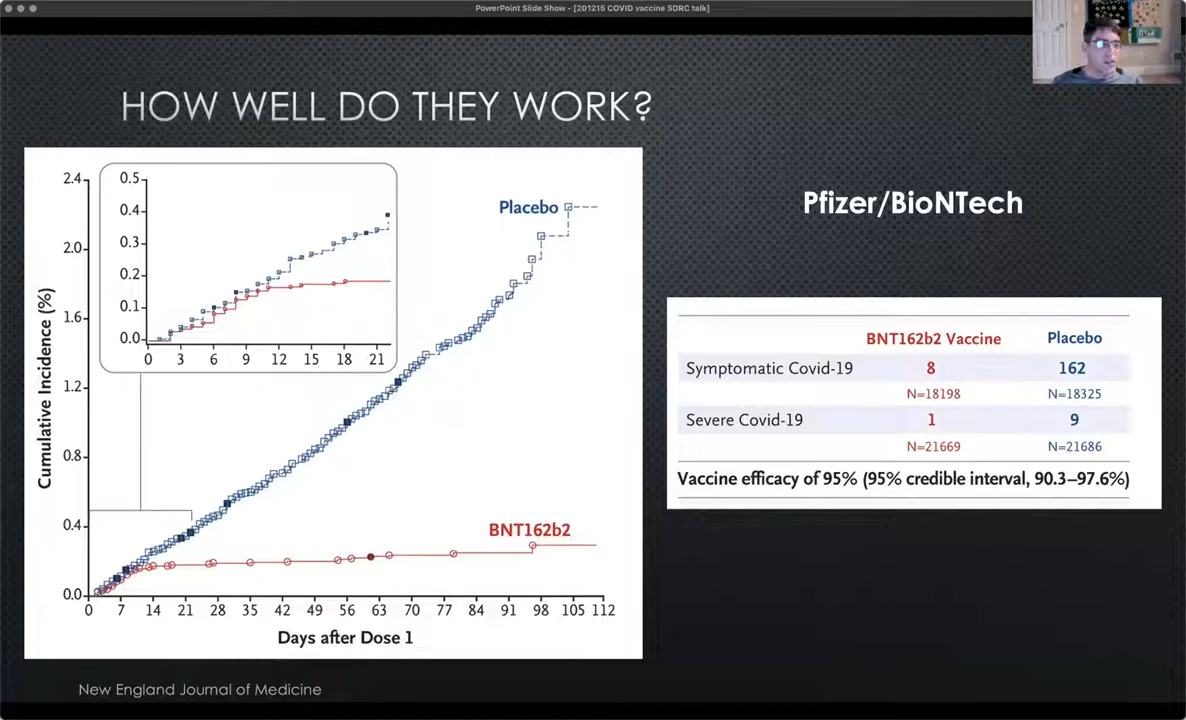 PowerPoint Slide Show - [201215 COVID vaccine SDRC talk]
HOW WELL DO THEY WORK?
Pfizer/BioNTech
2.4
2.0
1.6
1.2
0.8
0.4
0.0
Cumulative Incidence (%)
0.5
0.4
0.3
0.2
0.1
0.0
0 3 6 9 12 15 18 21
Placebo
BNT162b2
0 7 14 21 28 35 42 49 56 63 70 77 84 91 98 105 112
Days after Dose 1
BNT162b2 Vaccine Placebo
Symptomatic Covid-19 8 162
N=18198 N=18325
Severe Covid-19 1 9
N=21669 N=21686
Vaccine efficacy of 95% (95% credible interval, 90.3–97.6%)
New England Journal of Medicine